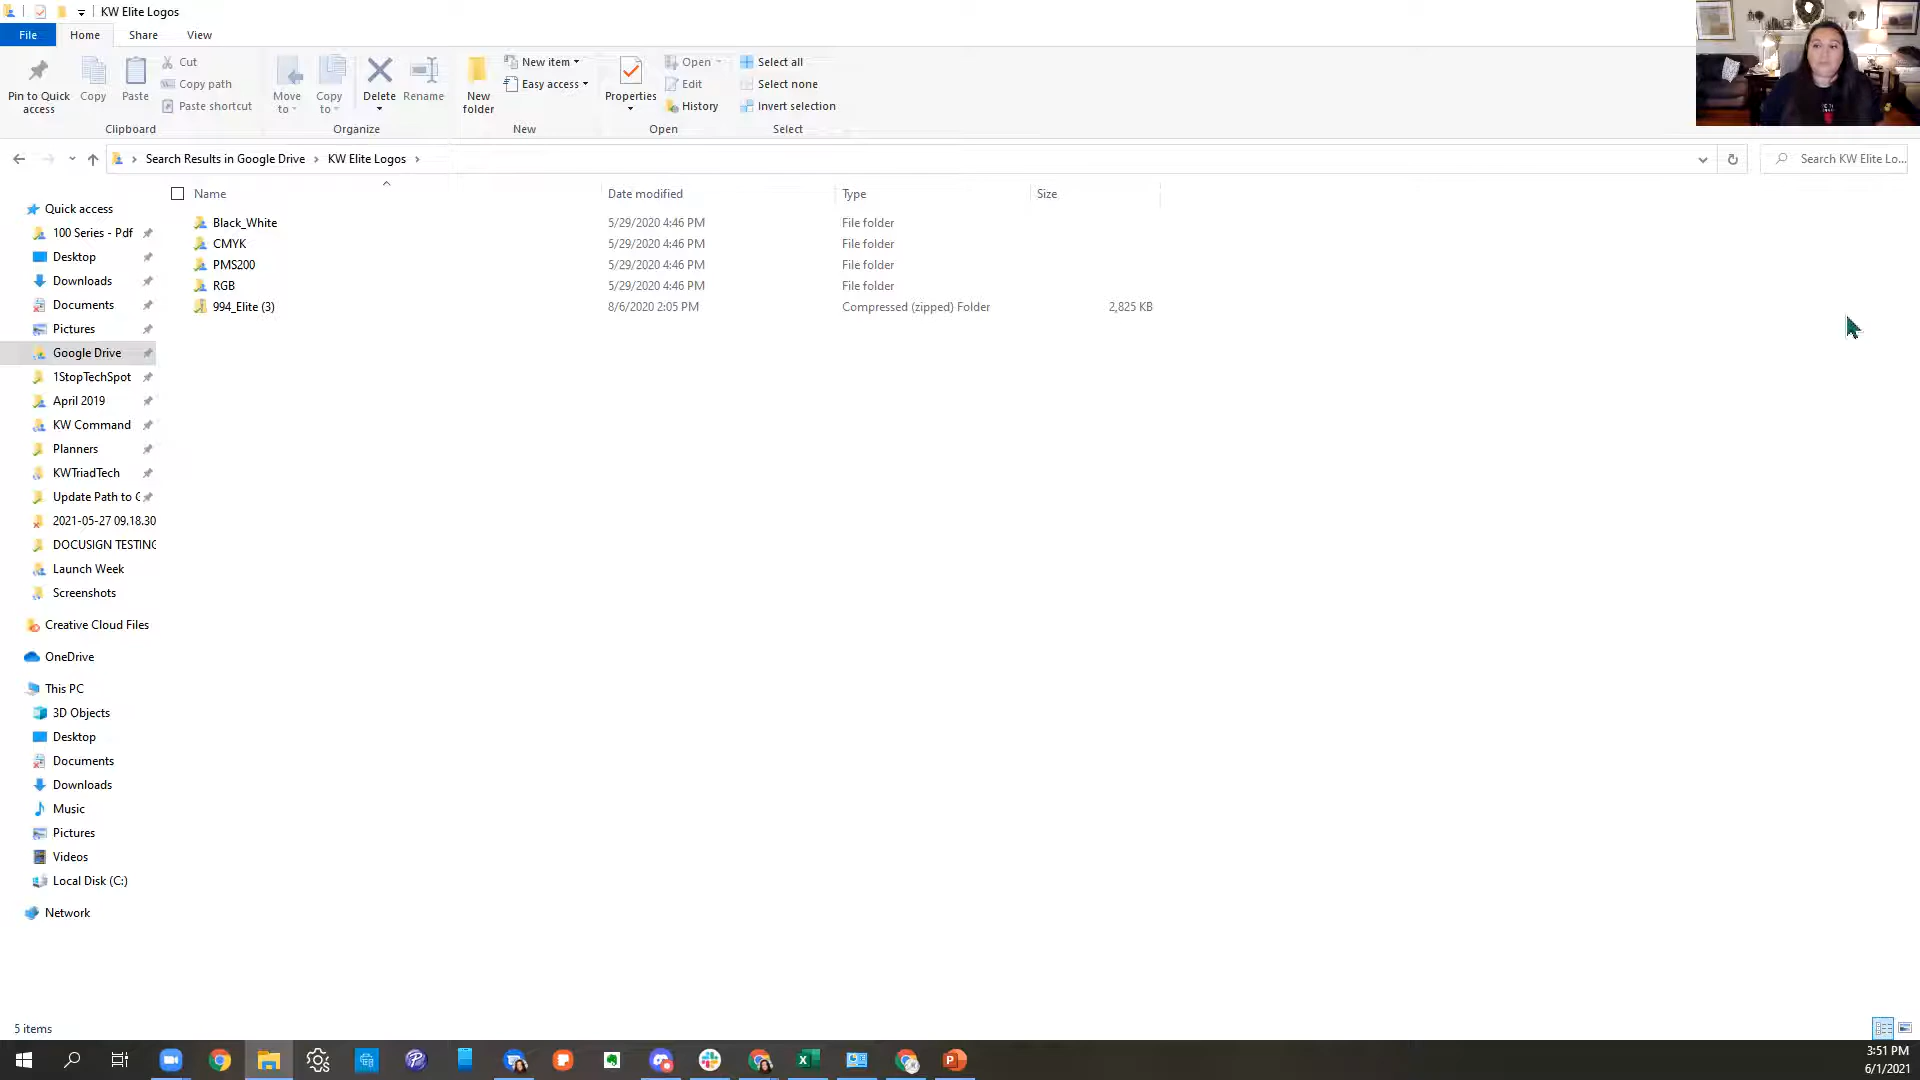 KW Elite Logos
File Home Share View
Pin to Quick access
Copy
Paste
Cut
Copy path
Paste shortcut
Clipboard
Move to
Copy to
Delete
Rename
Organize
New folder
New item
Easy access
New
Properties
Open
Edit
History
Open
Select all
Select none
Invert selection
Select
Search Results in Google Drive KW Elite Logos
Search KW Elite Lo...
Name Date modified Type Size
Black_White 5/29/2020 4:46 PM File folder
CMYK 5/29/2020 4:46 PM File folder
PMS200 5/29/2020 4:46 PM File folder
RGB 5/29/2020 4:46 PM File folder
994_Elite (3) 8/6/2020 2:05 PM Compressed (zipped) Folder 2,825 KB
Quick access
100 Series - Pdf
Desktop
Downloads
Documents
Pictures
Google Drive
1StopTechSpot
April 2019
KW Command
Planners
KWTriadTech
Update Path to G
2021-05-27 09.18.30
DOCUSIGN TESTING
Launch Week
Screenshots
Creative Cloud Files
OneDrive
This PC
3D Objects
Desktop
Documents
Downloads
Music
Pictures
Videos
Local Disk (C:)
Network
5 items
3:51 PM
6/1/2021